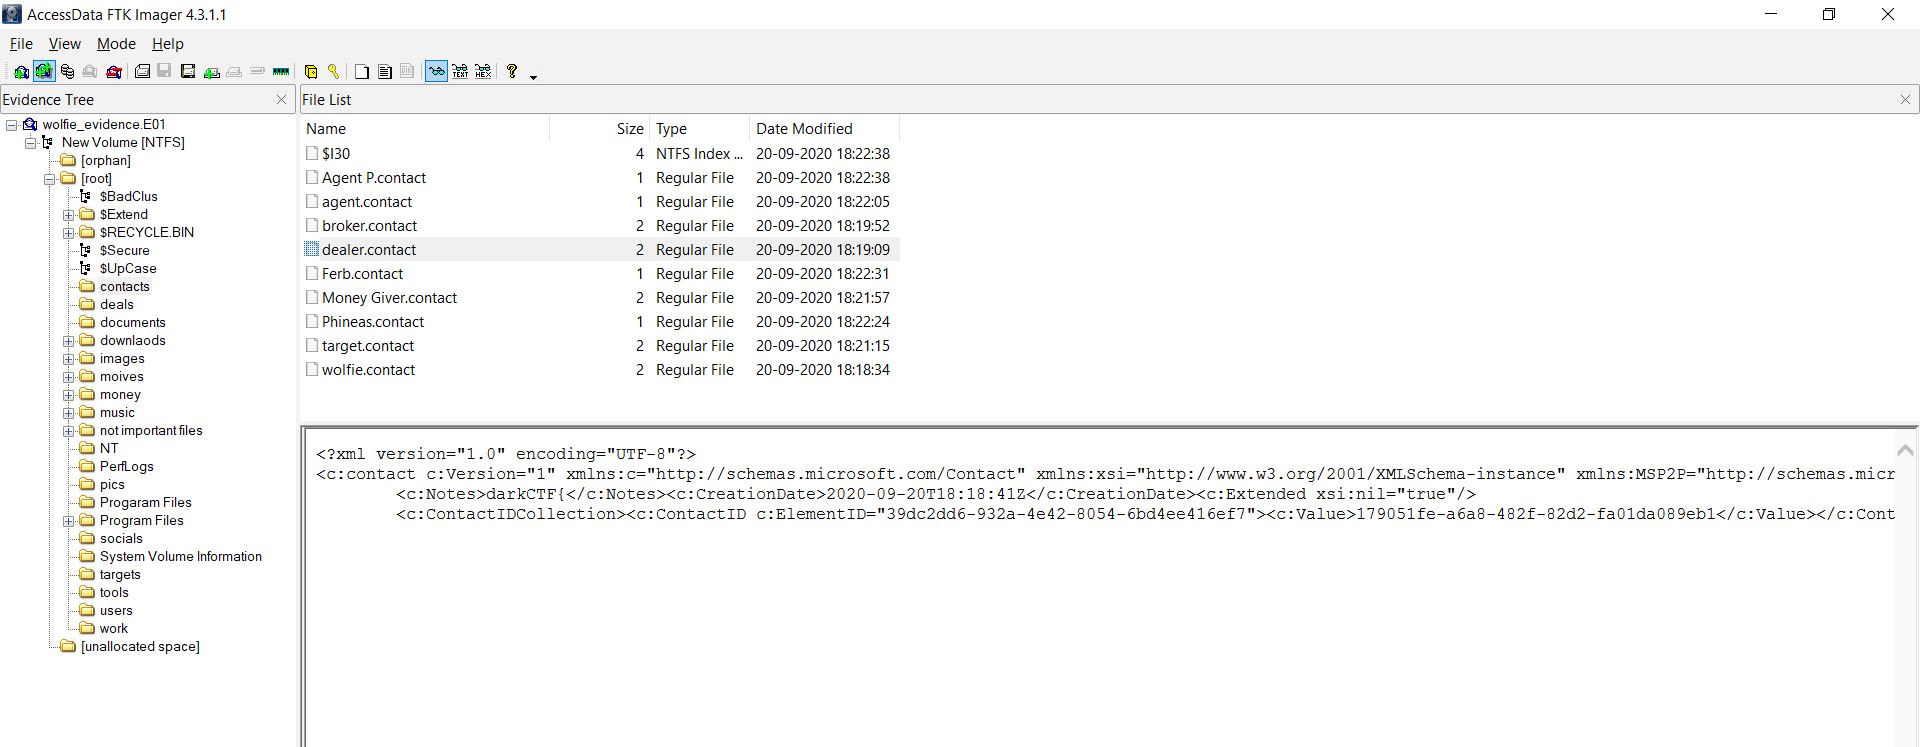 AccessData FTK Imager 4.3.1.1
File View Mode Help
Evidence Tree
wolfie_evidence.E01
New Volume [NTFS]
[orphan]
[root]
$BadClus
$Extend
$RECYCLE.BIN
$Secure
$UpCase
contacts
deals
documents
downlaods
images
moives
money
music
not important files
NT
PerfLogs
pics
Progaram Files
Program Files
socials
System Volume Information
targets
tools
users
work
[unallocated space]
File List
Name Size Type Date Modified
$I30 4 NTFS Index ... 20-09-2020 18:22:38
Agent P.contact 1 Regular File 20-09-2020 18:22:38
agent.contact 1 Regular File 20-09-2020 18:22:05
broker.contact 2 Regular File 20-09-2020 18:19:52
dealer.contact 2 Regular File 20-09-2020 18:19:09
Ferb.contact 1 Regular File 20-09-2020 18:22:31
Money Giver.contact 2 Regular File 20-09-2020 18:21:57
Phineas.contact 1 Regular File 20-09-2020 18:22:24
target.contact 2 Regular File 20-09-2020 18:21:15
wolfie.contact 2 Regular File 20-09-2020 18:18:34
<?xml version="1.0" encoding="UTF-8"?>
<c:contact c:Version="1" xmlns:c="http://schemas.microsoft.com/Contact" xmlns:xsi="http://www.w3.org/2001/XMLSchema-instance" xmlns:MSP2P="http://schemas.micr
<c:Notes>darkCTF{</c:Notes><c:CreationDate>2020-09-20T18:18:41Z</c:CreationDate><c:Extended xsi:nil="true"/>
<c:ContactIDCollection><c:ContactID c:ElementID="39dc2dd6-932a-4e42-8054-6bd4ee416ef7"><c:Value>179051fe-a6a8-482f-82d2-fa01da089eb1</c:Value></c:Cont